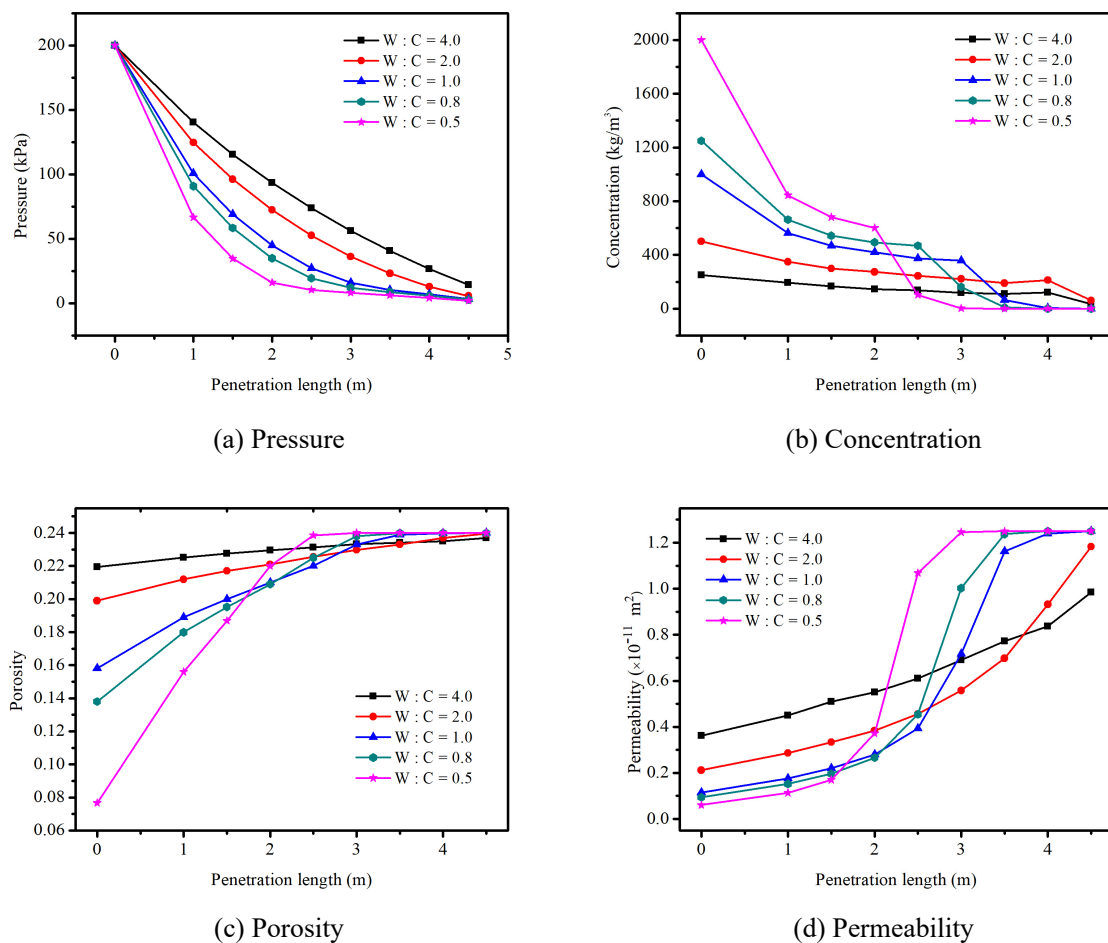 200
150
100
50
0
Pressure (kPa)
0 1 2 3 4 5
Penetration length (m)
W : C = 4.0
W : C = 2.0
W : C = 1.0
W : C = 0.8
W : C = 0.5
(a) Pressure
2000
1600
1200
800
400
0
Concentration (kg/m³)
0 1 2 3 4
Penetration length (m)
W : C = 4.0
W : C = 2.0
W : C = 1.0
W : C = 0.8
W : C = 0.5
(b) Concentration
0.24
0.22
0.20
0.18
0.16
0.14
0.12
0.10
0.08
0.06
Porosity
0 1 2 3 4
Penetration length (m)
W : C = 4.0
W : C = 2.0
W : C = 1.0
W : C = 0.8
W : C = 0.5
(c) Porosity
1.2
1.0
0.8
0.6
0.4
0.2
0.0
Permeability (×10⁻¹¹ m²)
0 1 2 3 4
Penetration length (m)
W : C = 4.0
W : C = 2.0
W : C = 1.0
W : C = 0.8
W : C = 0.5
(d) Permeability